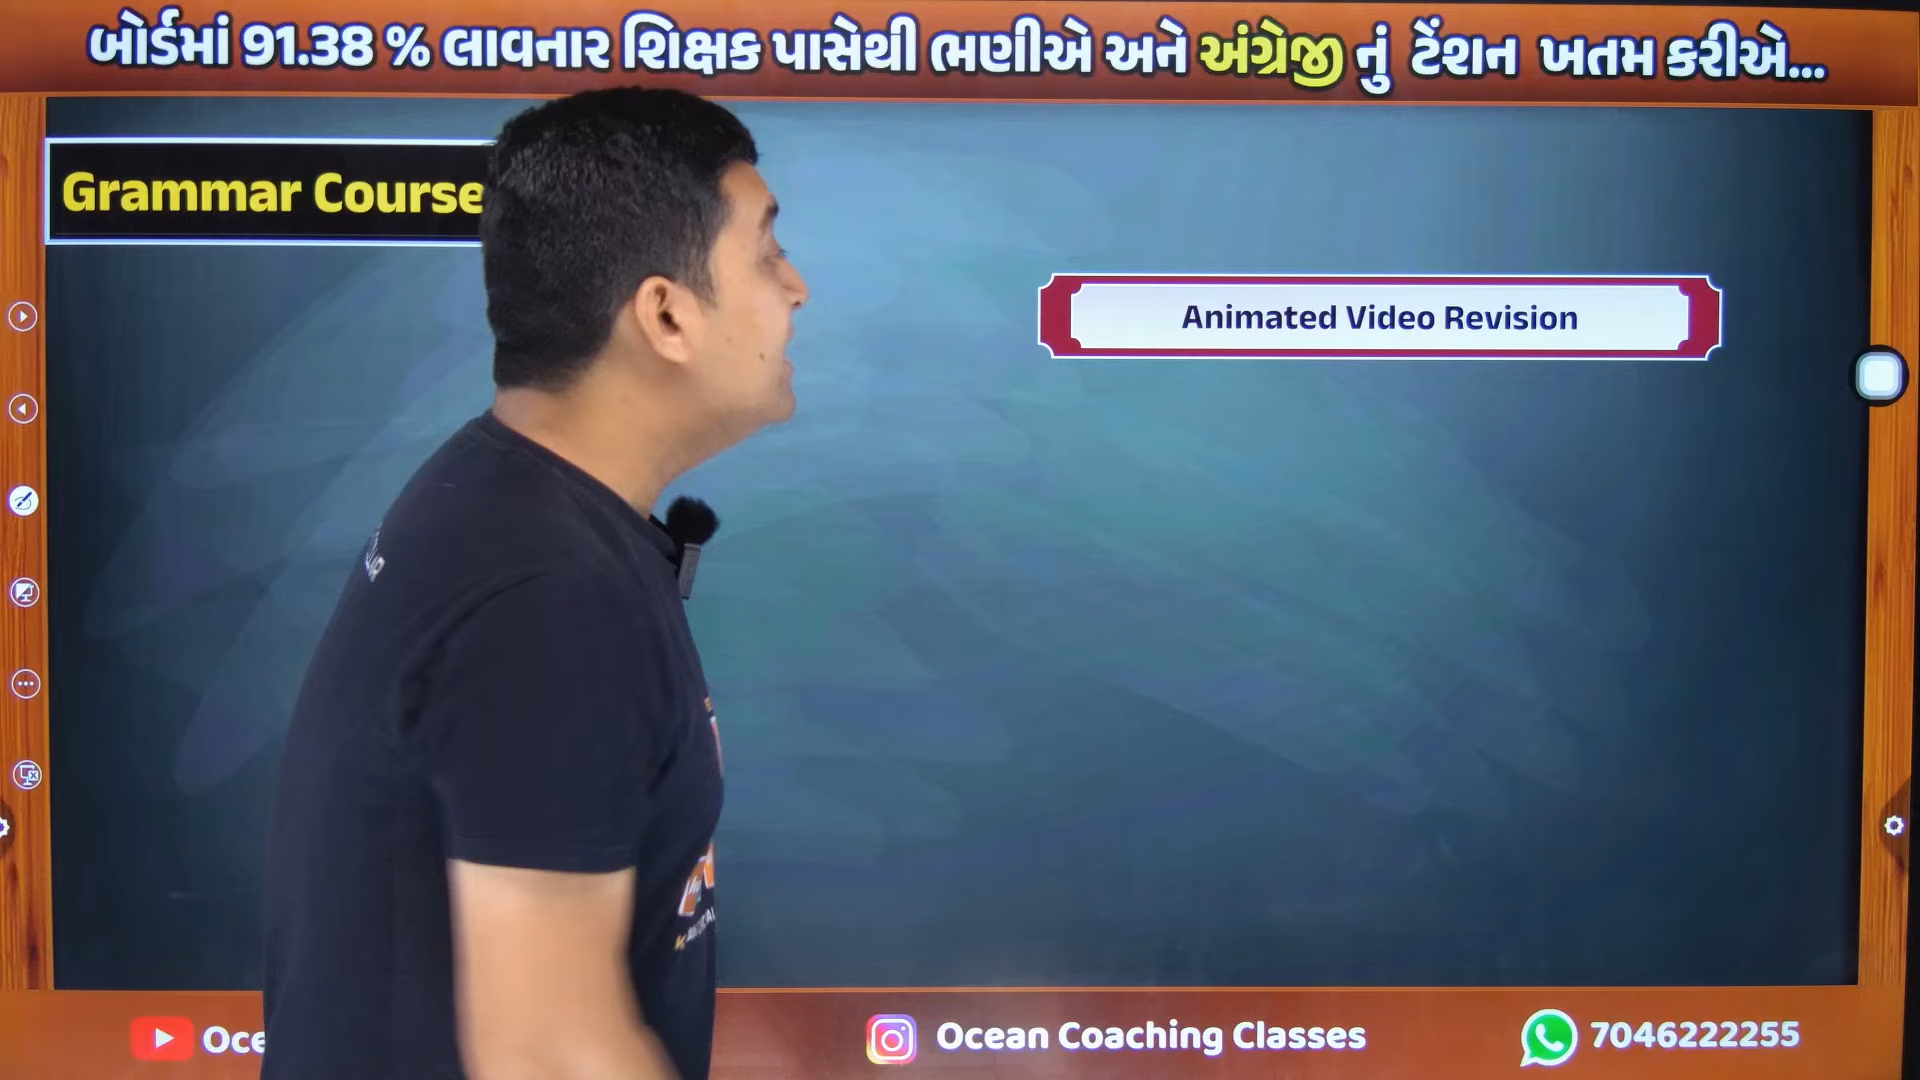 બોર્ડમાં 91.38 % લાવનાર શિક્ષક પાસેથી ભણીએ અને અંગ્રેજી નું ટેંશન ખતમ કરીએ...
Grammar Course
Animated Video Revision
Ocean Coaching Classes
7046222255